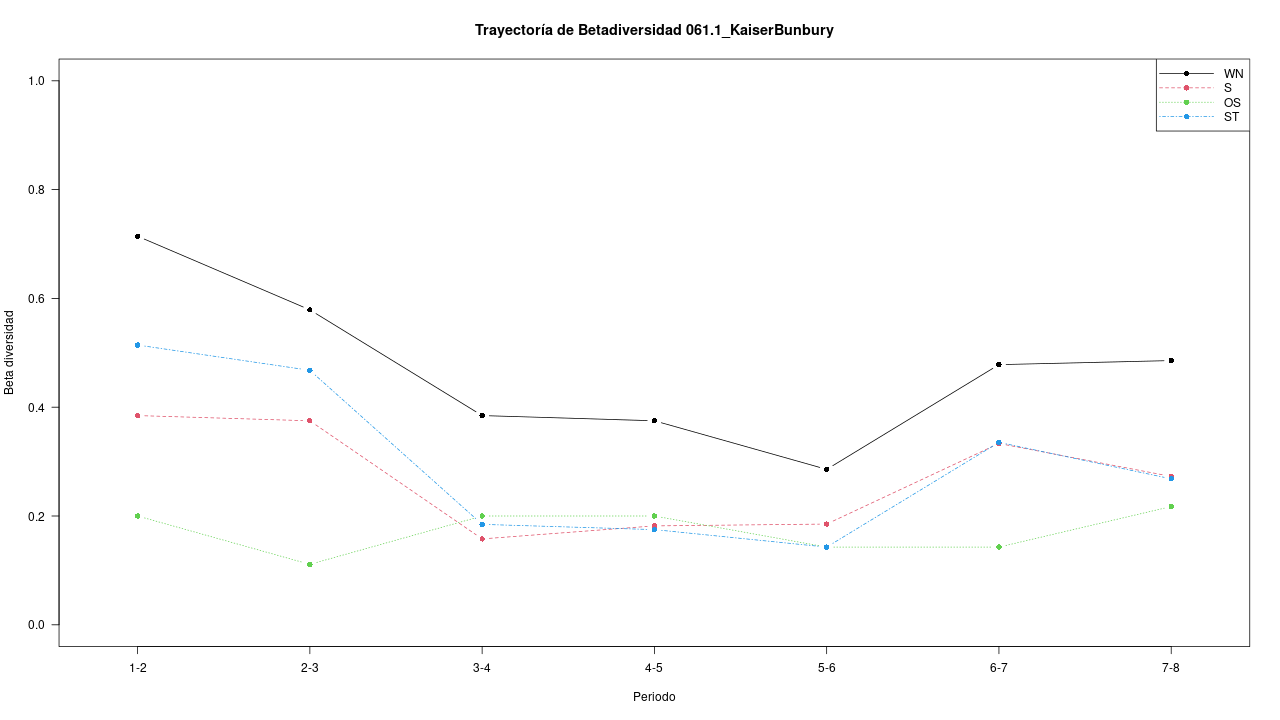 Trayectoría de Betadiversidad 061.1_KaiserBunbury
WN
S
OS
ST
Beta diversidad
1.0
0.8
0.6
0.4
0.2
0.0
1-2 2-3 3-4 4-5 5-6 6-7 7-8
Periodo